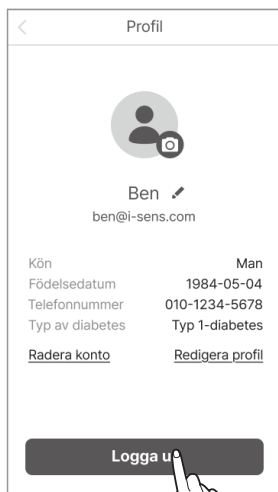 Profil
Ben
ben@i-sens.com
Kön Man
Födelsedatum 1984-05-04
Telefonnummer 010-1234-5678
Typ av diabetes Typ 1-diabetes
Radera konto Redigera profil
Logga u